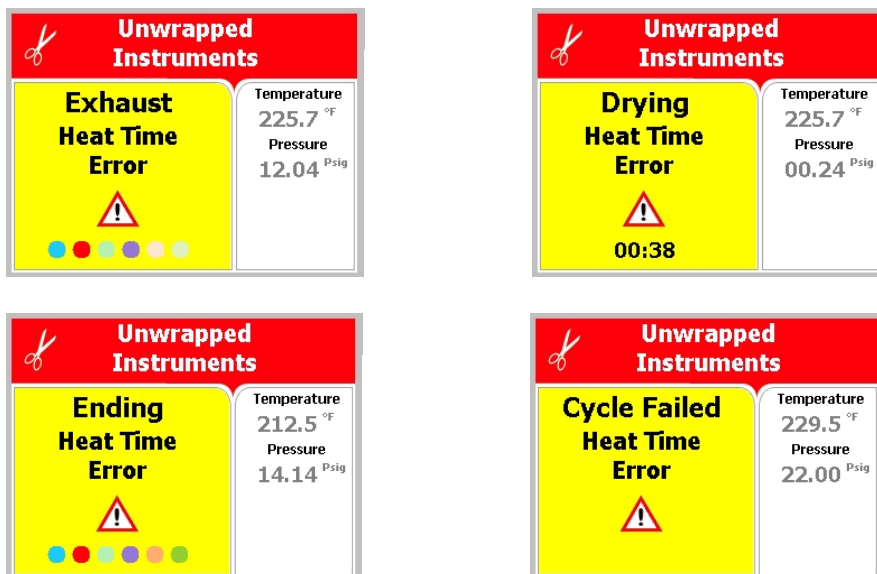 Unwrapped
Instruments
Exhaust
Heat Time
Error
Temperature
225.7 °F
Pressure
12.04 Psig
Unwrapped
Instruments
Drying
Heat Time
Error
00:38
Temperature
225.7 °F
Pressure
00.24 Psig
Unwrapped
Instruments
Ending
Heat Time
Error
Temperature
212.5 °F
Pressure
14.14 Psig
Unwrapped
Instruments
Cycle Failed
Heat Time
Error
Temperature
229.5 °F
Pressure
22.00 Psig